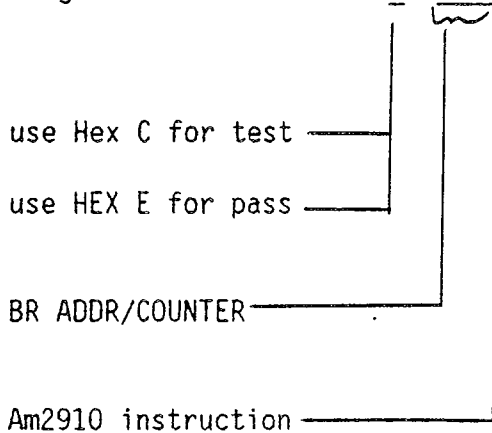 use Hex C for test
use HEX E for pass
BR ADDR/COUNTER
Am2910 instruction